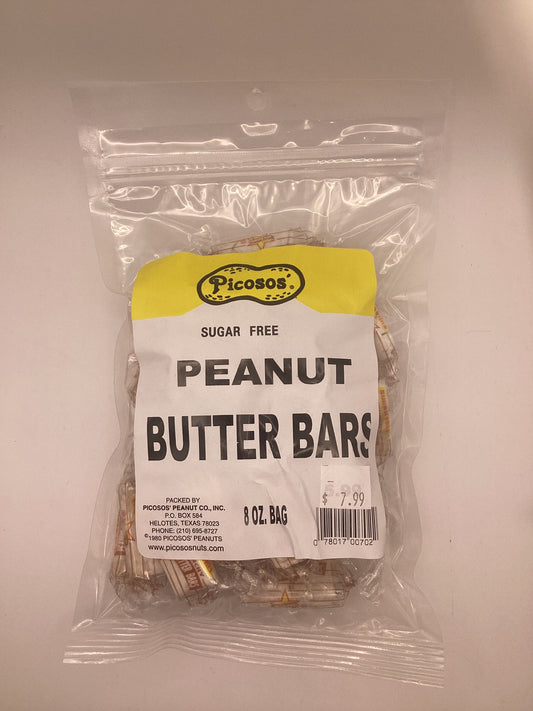 Picosos'
SUGAR FREE
PEANUT
BUTTER BARS
$ 7.99
8 OZ. BAG
PACKED BY
PICOSOS' PEANUT CO., INC.
P.O. BOX 584
HELOTES, TEXAS 78023
PHONE: (210) 695-8727
©1980 PICOSOS' PEANUTS
www.picososnuts.com
0 78017 00702